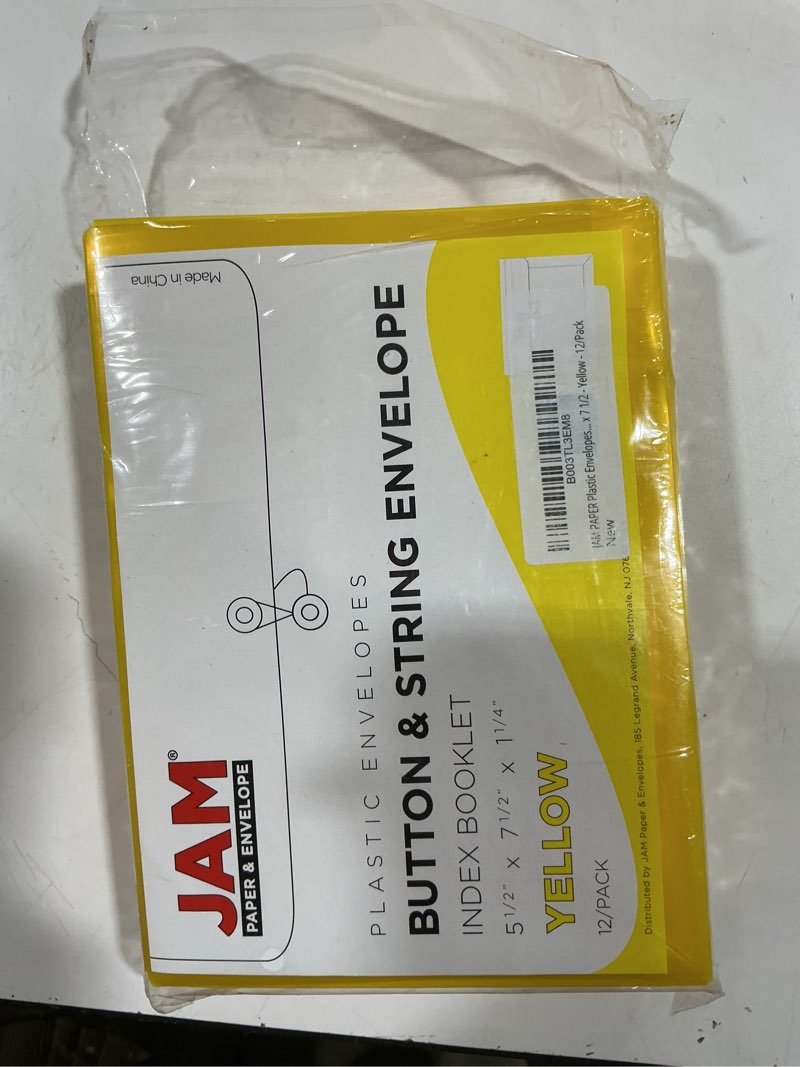 JAM®
PAPER & ENVELOPE
Made in China
PLASTIC ENVELOPES
BUTTON & STRING ENVELOPE
INDEX BOOKLET
5 1/2" x 7 1/2" x 1 1/4"
YELLOW
12/PACK
B003TL3EM8
JAM PAPER Plastic Envelopes... x 7 1/2 - Yellow - 12/Pack
New
Distributed by JAM Paper & Envelopes, 185 Legrand Avenue, Northvale, NJ 076